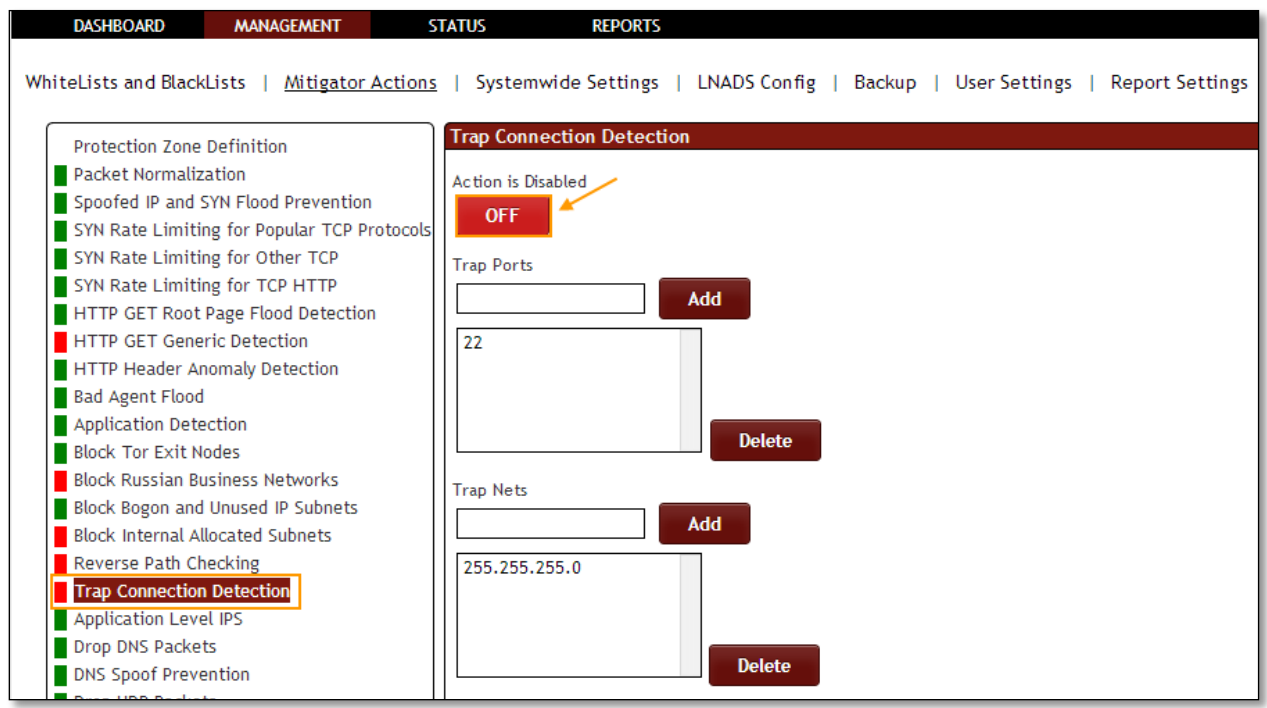 DASHBOARD MANAGEMENT STATUS REPORTS
WhiteLists and BlackLists | Mitigator Actions | Systemwide Settings | LNADS Config | Backup | User Settings | Report Settings
Protection Zone Definition
Packet Normalization
Spoofed IP and SYN Flood Prevention
SYN Rate Limiting for Popular TCP Protocols
SYN Rate Limiting for Other TCP
SYN Rate Limiting for TCP HTTP
HTTP GET Root Page Flood Detection
HTTP GET Generic Detection
HTTP Header Anomaly Detection
Bad Agent Flood
Application Detection
Block Tor Exit Nodes
Block Russian Business Networks
Block Bogon and Unused IP Subnets
Block Internal Allocated Subnets
Reverse Path Checking
Trap Connection Detection
Application Level IPS
Drop DNS Packets
DNS Spoof Prevention
Trap Connection Detection
Action is Disabled
OFF
Trap Ports
Add
22
Delete
Trap Nets
Add
255.255.255.0
Delete